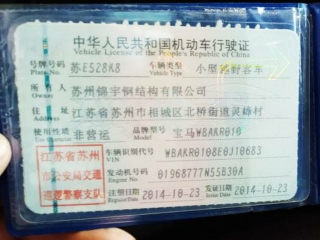 中华人民共和国机动车行驶证
Vehicle License of the People's Republic of China
号牌号码 苏E528K8 车辆类型 小型越野客车
Plate No. Vehicle Type
所有人 苏州锦宇钢结构有限公司
Owner
住址 江苏省苏州市相城区北桥街道灵峰村
Address
使用性质 非营运 品牌型号 宝马WBAKR010
Use Character Model
江苏省苏州 车辆识别代号 WBAKR0108E0J10683
VIN
市公安局交通 发动机号码 01968777N55B30A
Engine No.
巡逻警察支队 注册日期 2014-10-23 发证日期 2014-10-23
Register Date Issue Date